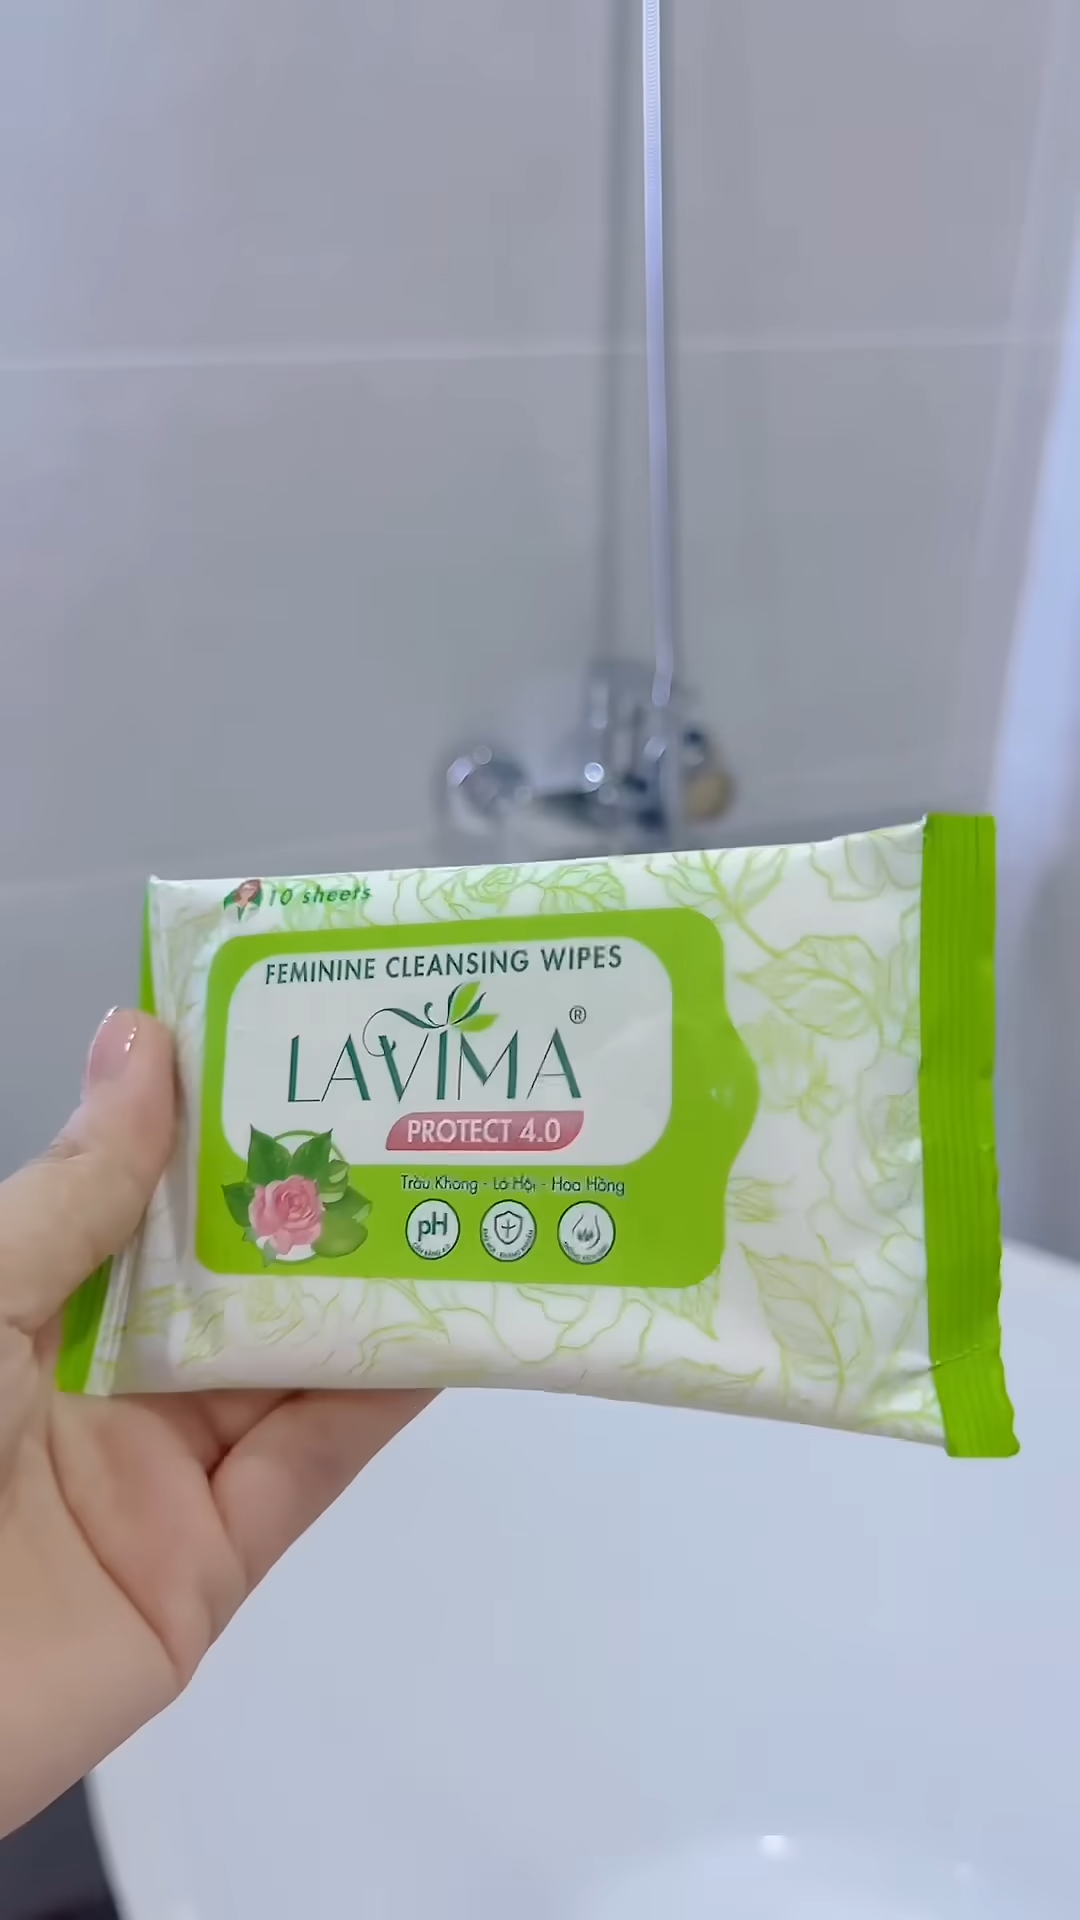 10 sheets
FEMININE CLEANSING WIPES
LAVIMA®
PROTECT 4.0
Trầu Không - Lô Hội - Hoa Hồng
pH